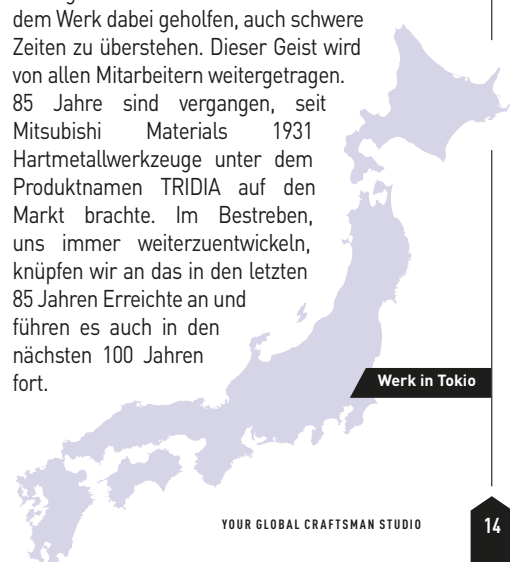 dem Werk dabei geholfen, auch schwere
Zeiten zu überstehen. Dieser Geist wird
von allen Mitarbeitern weitergetragen.
85 Jahre sind vergangen, seit
Mitsubishi Materials 1931
Hartmetallwerkzeuge unter dem
Produktnamen TRIDIA auf den
Markt brachte. Im Bestreben,
uns immer weiterzuentwickeln,
knüpfen wir an das in den letzten
85 Jahren Erreichte an und
führen es auch in den
nächsten 100 Jahren
fort.
Werk in Tokio
YOUR GLOBAL CRAFTSMAN STUDIO
14